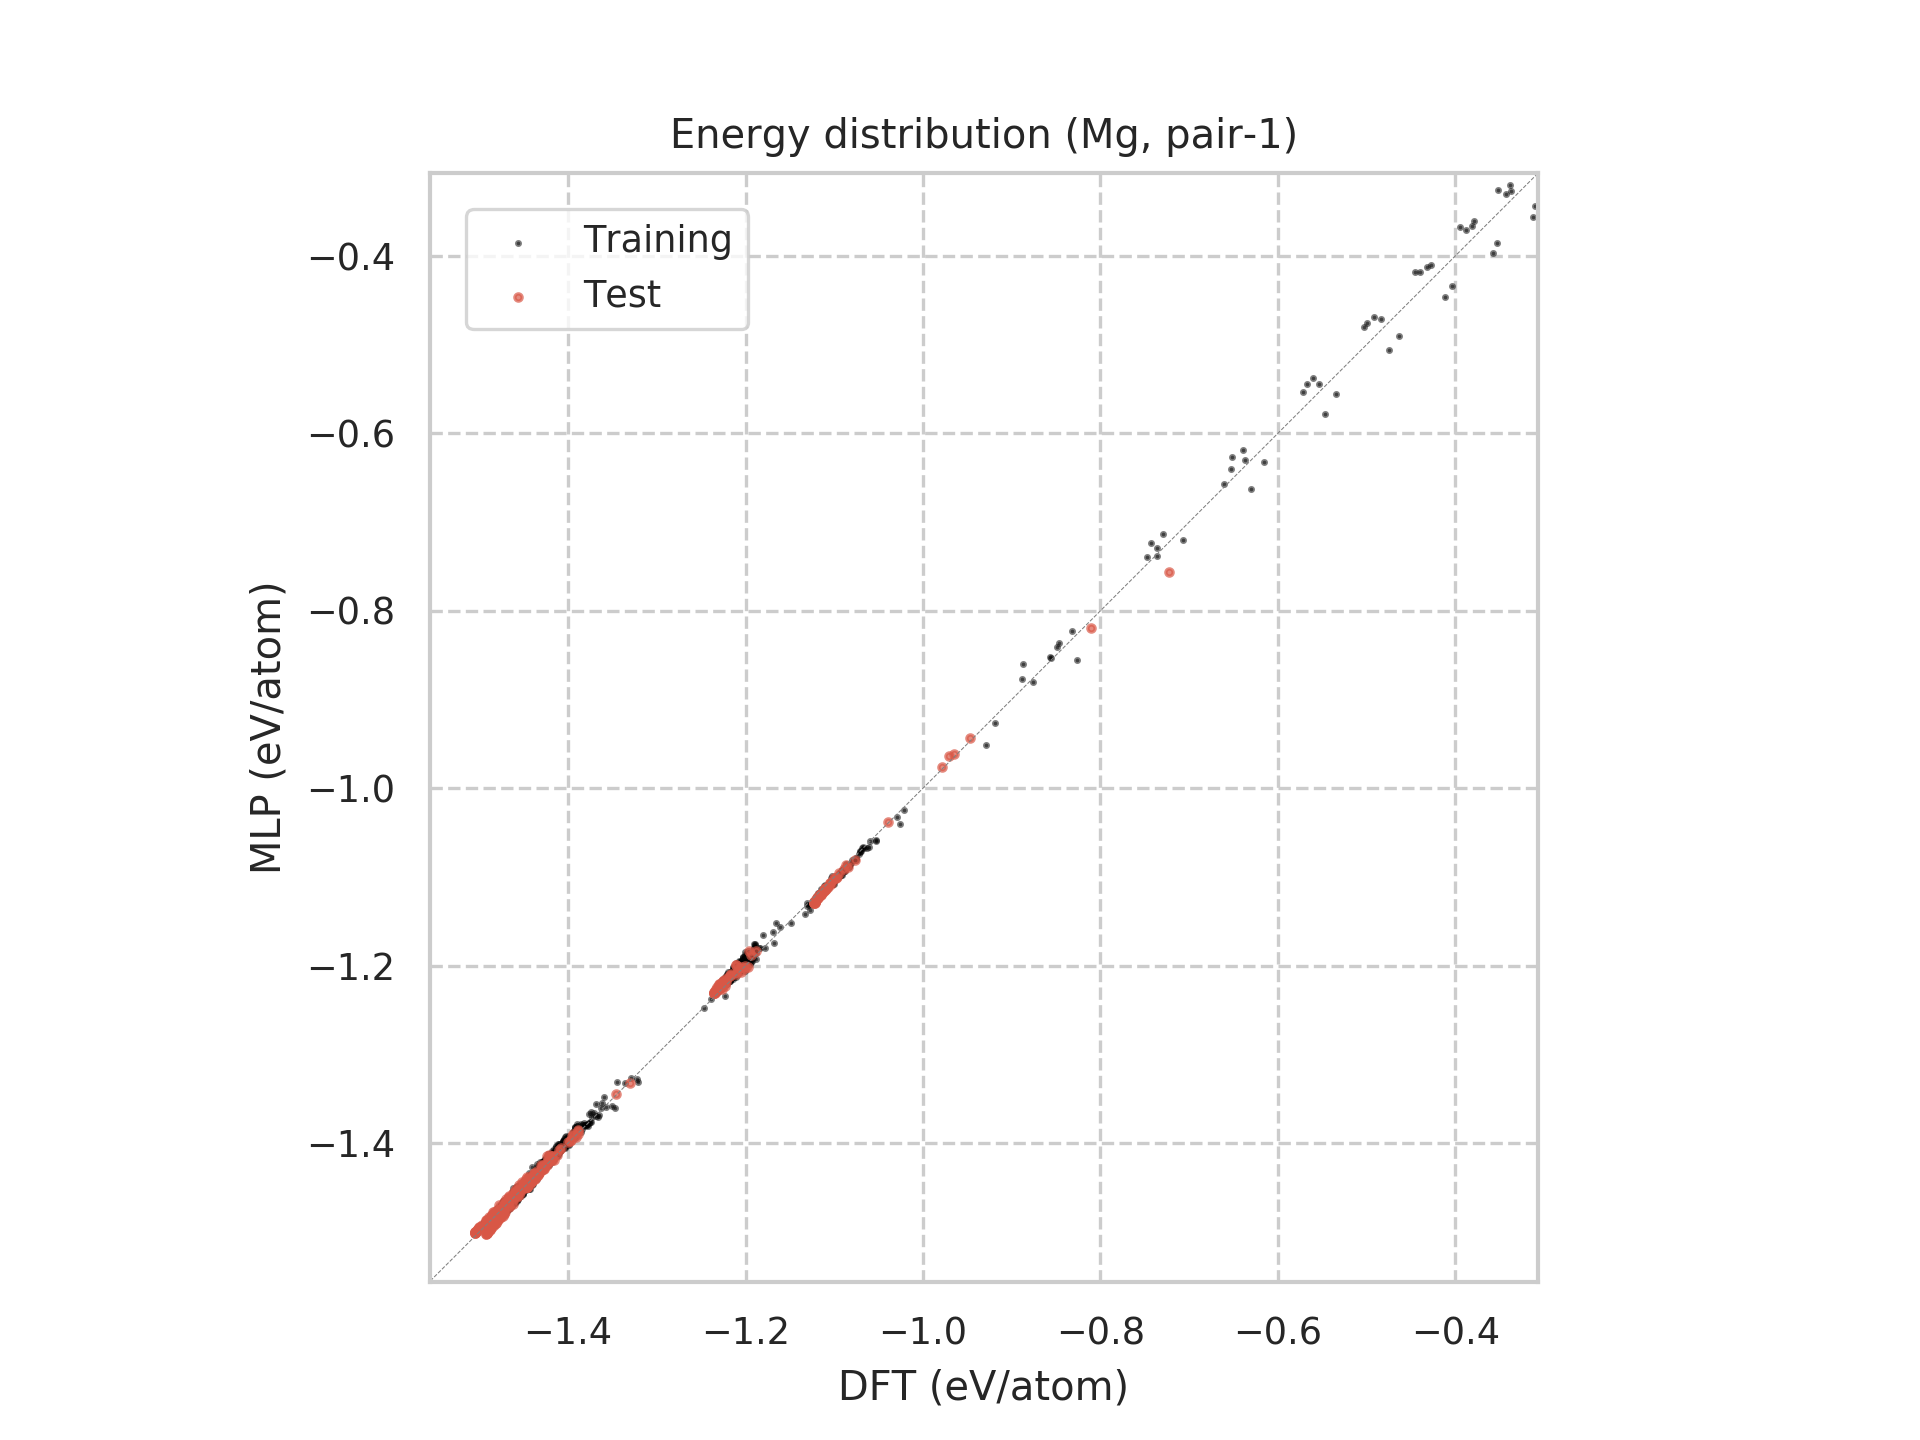 Energy distribution (Mg, pair-1)
Training
Test
−0.4
−0.6
−0.8
−1.0
−1.2
−1.4
MLP (eV/atom)
−1.4 −1.2 −1.0 −0.8 −0.6 −0.4
DFT (eV/atom)